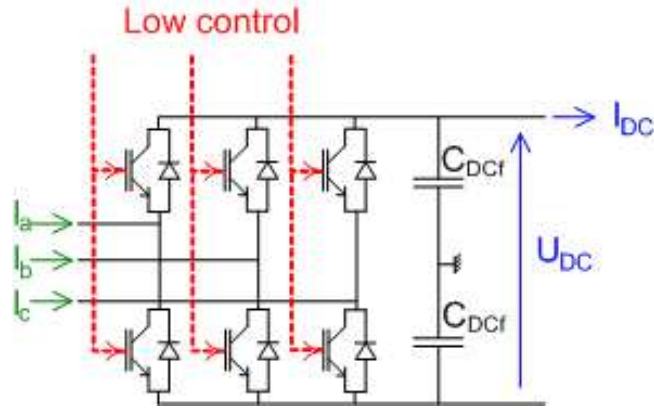 Low control
I_DC
C_DCf
I_a
I_b
U_DC
I_c
C_DCf